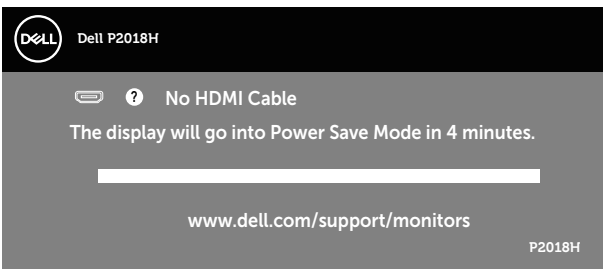 DELL
Dell P2018H
? No HDMI Cable
The display will go into Power Save Mode in 4 minutes.
www.dell.com/support/monitors
P2018H